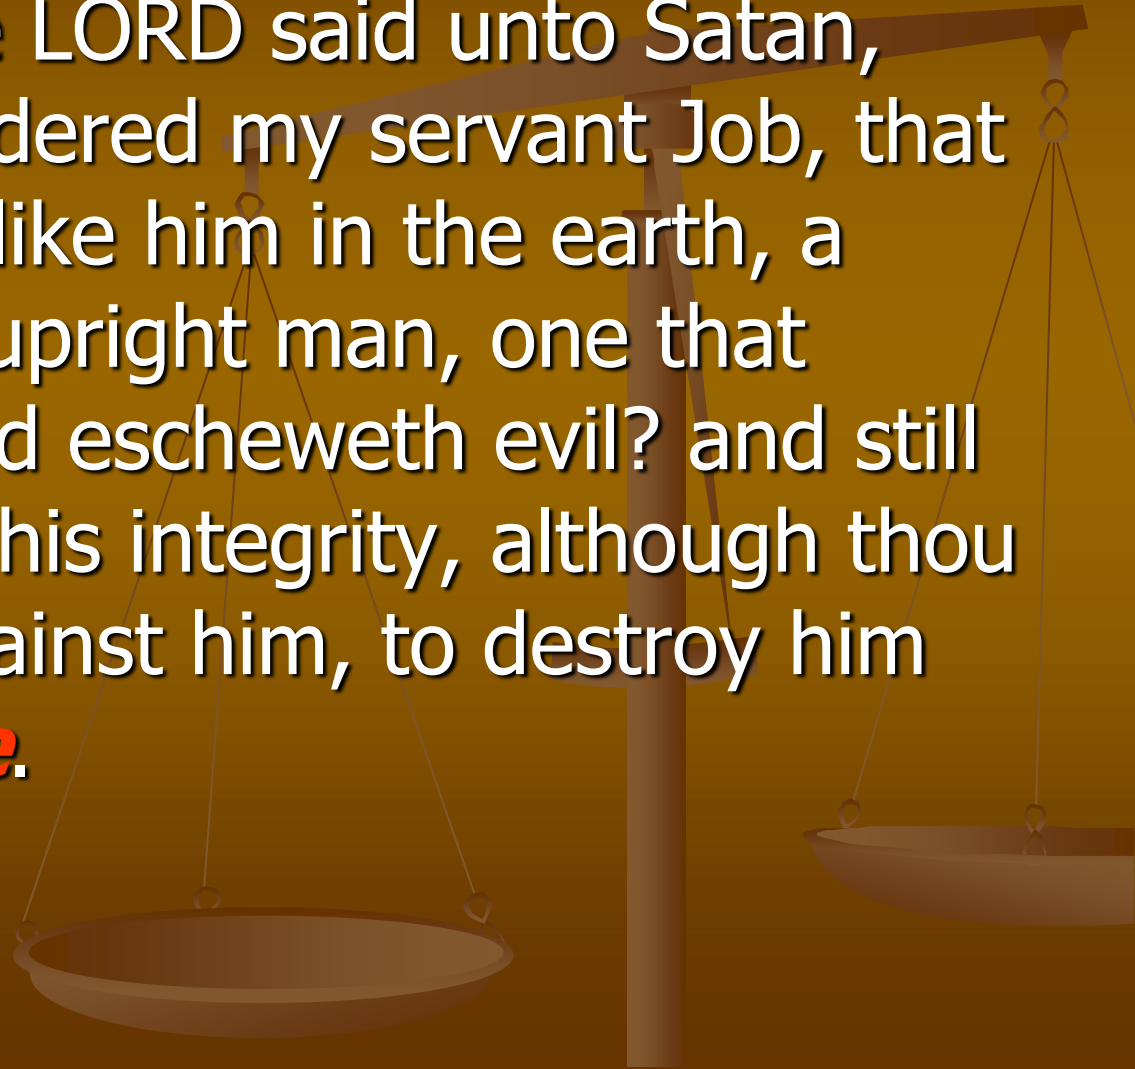 LORD said unto Satan,
dered my servant Job, that
like him in the earth, a
upright man, one that
d escheweth evil? and still
his integrity, although thou
ainst him, to destroy him
e.